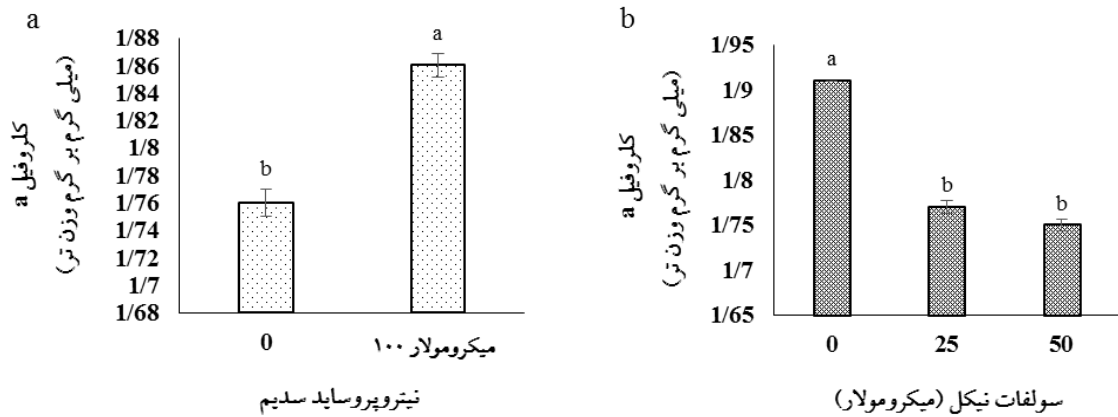 a
کلروفیل a
(میلی گرم بر گرم وزن تر)
1/88
1/86
1/84
1/82
1/8
1/78
1/76
1/74
1/72
1/7
1/68
b
a
0
۱۰۰ میکرومولار
نیتروپروساید سدیم
b
کلروفیل a
(میلی گرم بر گرم وزن تر)
1/95
1/9
1/85
1/8
1/75
1/7
1/65
a
b
b
0
25
50
سولفات نیکل (میکرومولار)